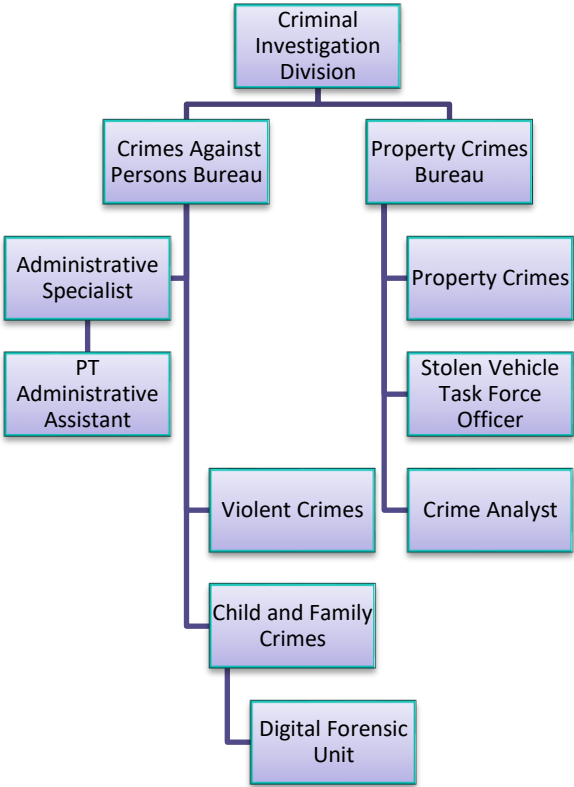 Criminal
Investigation
Division
Crimes Against
Persons Bureau
Property Crimes
Bureau
Administrative
Specialist
Property Crimes
PT
Administrative
Assistant
Stolen Vehicle
Task Force
Officer
Violent Crimes
Crime Analyst
Child and Family
Crimes
Digital Forensic
Unit